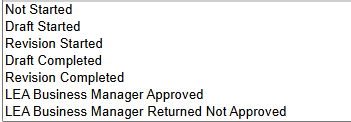 Not Started
Draft Started
Revision Started
Draft Completed
Revision Completed
LEA Business Manager Approved
LEA Business Manager Returned Not Approved